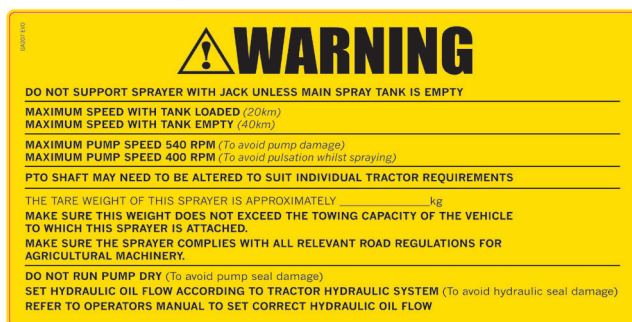 WARNING
DO NOT SUPPORT SPRAYER WITH JACK UNLESS MAIN SPRAY TANK IS EMPTY
MAXIMUM SPEED WITH TANK LOADED (20km)
MAXIMUM SPEED WITH TANK EMPTY (40km)
MAXIMUM PUMP SPEED 540 RPM (To avoid pump damage)
MAXIMUM PUMP SPEED 400 RPM (To avoid pulsation whilst spraying)
PTO SHAFT MAY NEED TO BE ALTERED TO SUIT INDIVIDUAL TRACTOR REQUIREMENTS
THE TARE WEIGHT OF THIS SPRAYER IS APPROXIMATELY ______________kg
MAKE SURE THIS WEIGHT DOES NOT EXCEED THE TOWING CAPACITY OF THE VEHICLE
TO WHICH THIS SPRAYER IS ATTACHED.
MAKE SURE THE SPRAYER COMPLIES WITH ALL RELEVANT ROAD REGULATIONS FOR
AGRICULTURAL MACHINERY.
DO NOT RUN PUMP DRY (To avoid pump seal damage)
SET HYDRAULIC OIL FLOW ACCORDING TO TRACTOR HYDRAULIC SYSTEM (To avoid hydraulic seal damage)
REFER TO OPERATORS MANUAL TO SET CORRECT HYDRAULIC OIL FLOW